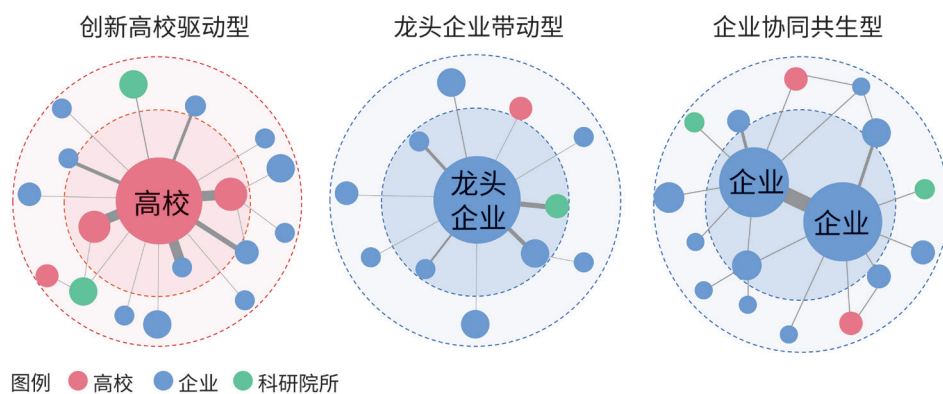 创新高校驱动型
龙头企业带动型
企业协同共生型
高校
龙头
企业
企业
企业
图例
高校
企业
科研院所